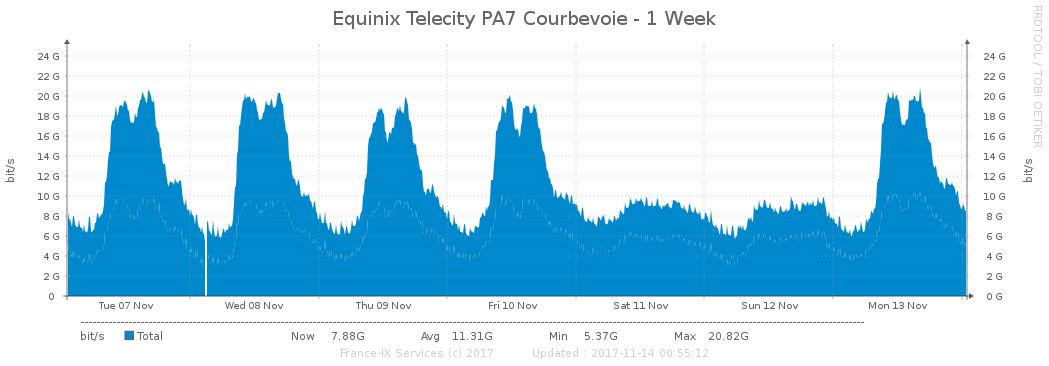 Equinix Telecity PA7 Courbevoie - 1 Week
RRDTOOL / TOBI OETIKER
24 G 24 G
22 G 22 G
20 G 20 G
18 G 18 G
16 G 16 G
14 G 14 G
12 G 12 G
10 G 10 G
8 G 8 G
6 G 6 G
4 G 4 G
2 G 2 G
0 0 G
bit/s
bit/s
Tue 07 Nov Wed 08 Nov Thu 09 Nov Fri 10 Nov Sat 11 Nov Sun 12 Nov Mon 13 Nov
bit/s Total Now 7.88G Avg 11.31G Min 5.37G Max 20.82G
France-IX Services (c) 2017 Updated : 2017-11-14 00:55:12